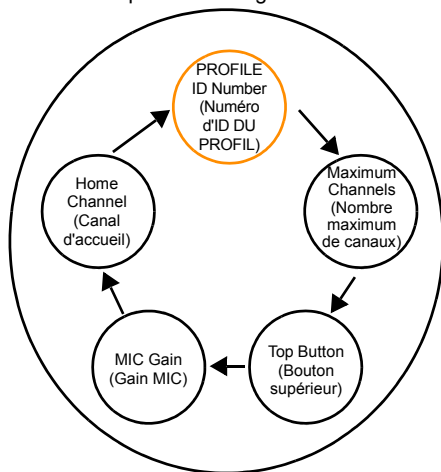 PROFILE
ID Number
(Numéro
d'ID DU
PROFIL)
Maximum
Channels
(Nombre
maximum
de canaux)
Top Button
(Bouton
supérieur)
MIC Gain
(Gain MIC)
Home
Channel
(Canal
d'accueil)